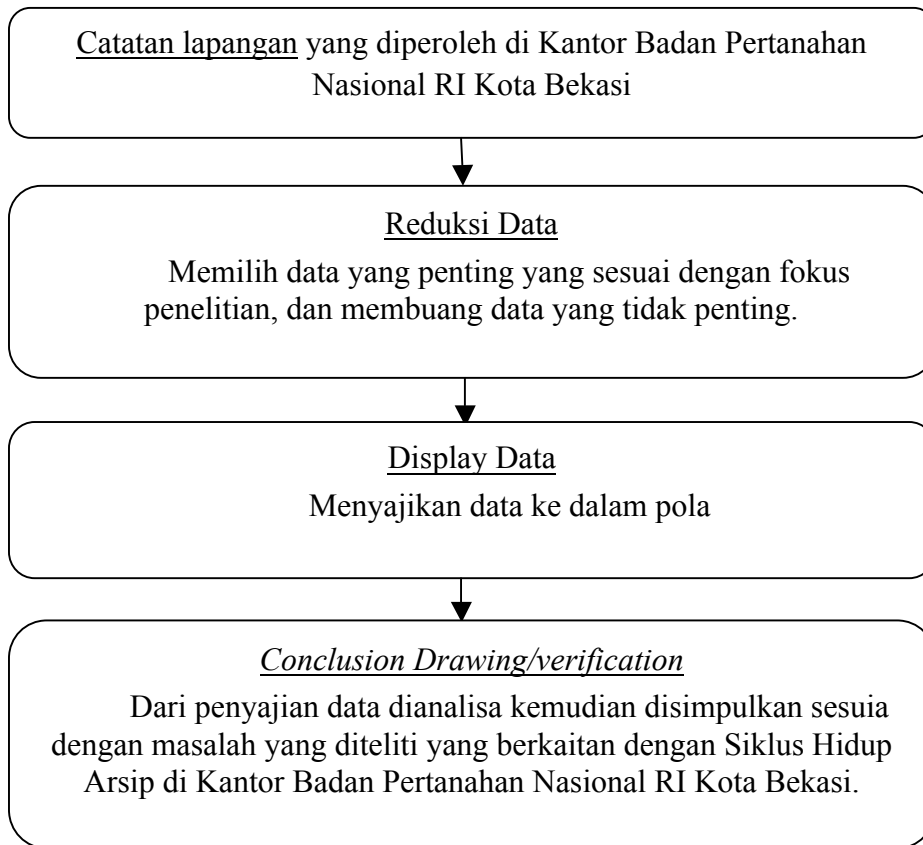 Catatan lapangan yang diperoleh di Kantor Badan Pertanahan
Nasional RI Kota Bekasi
Reduksi Data
Memilih data yang penting yang sesuai dengan fokus
penelitian, dan membuang data yang tidak penting.
Display Data
Menyajikan data ke dalam pola
Conclusion Drawing/verification
Dari penyajian data dianalisa kemudian disimpulkan sesuia
dengan masalah yang diteliti yang berkaitan dengan Siklus Hidup
Arsip di Kantor Badan Pertanahan Nasional RI Kota Bekasi.